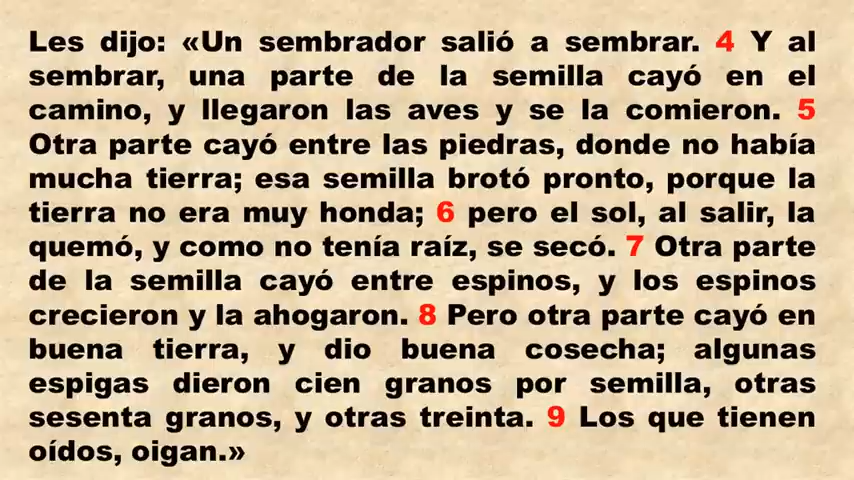 Les dijo: «Un sembrador salió a sembrar. 4 Y al
sembrar, una parte de la semilla cayó en el
camino, y llegaron las aves y se la comieron. 5
Otra parte cayó entre las piedras, donde no había
mucha tierra; esa semilla brotó pronto, porque la
tierra no era muy honda; 6 pero el sol, al salir, la
quemó, y como no tenía raíz, se secó. 7 Otra parte
de la semilla cayó entre espinos, y los espinos
crecieron y la ahogaron. 8 Pero otra parte cayó en
buena tierra, y dio buena cosecha; algunas
espigas dieron cien granos por semilla, otras
sesenta granos, y otras treinta. 9 Los que tienen
oídos, oigan.»